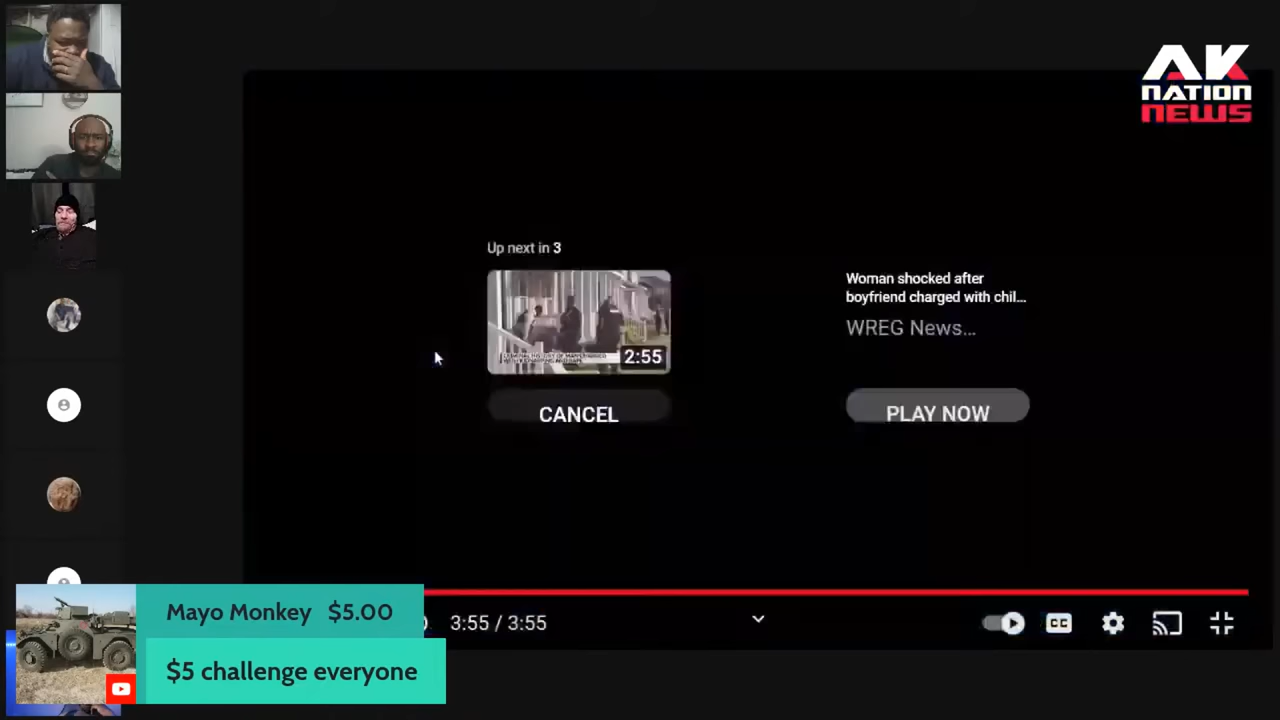 AK
NATION
NEWS
Up next in 3
2:55
CANCEL
Woman shocked after
boyfriend charged with chil...
WREG News...
PLAY NOW
3:55 / 3:55
CC
Mayo Monkey $5.00
$5 challenge everyone